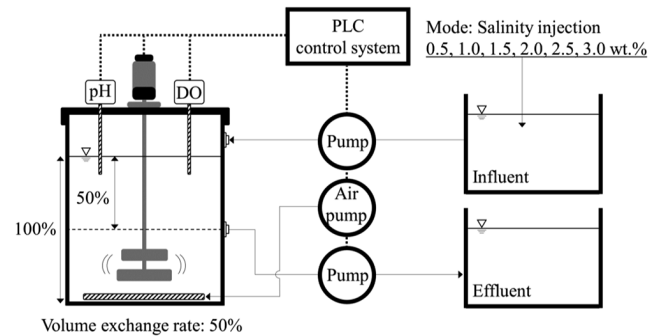 PLC
control system
Mode: Salinity injection
0.5, 1.0, 1.5, 2.0, 2.5, 3.0 wt.%
pH
DO
Pump
Influent
Air
pump
50%
100%
Pump
Effluent
Volume exchange rate: 50%